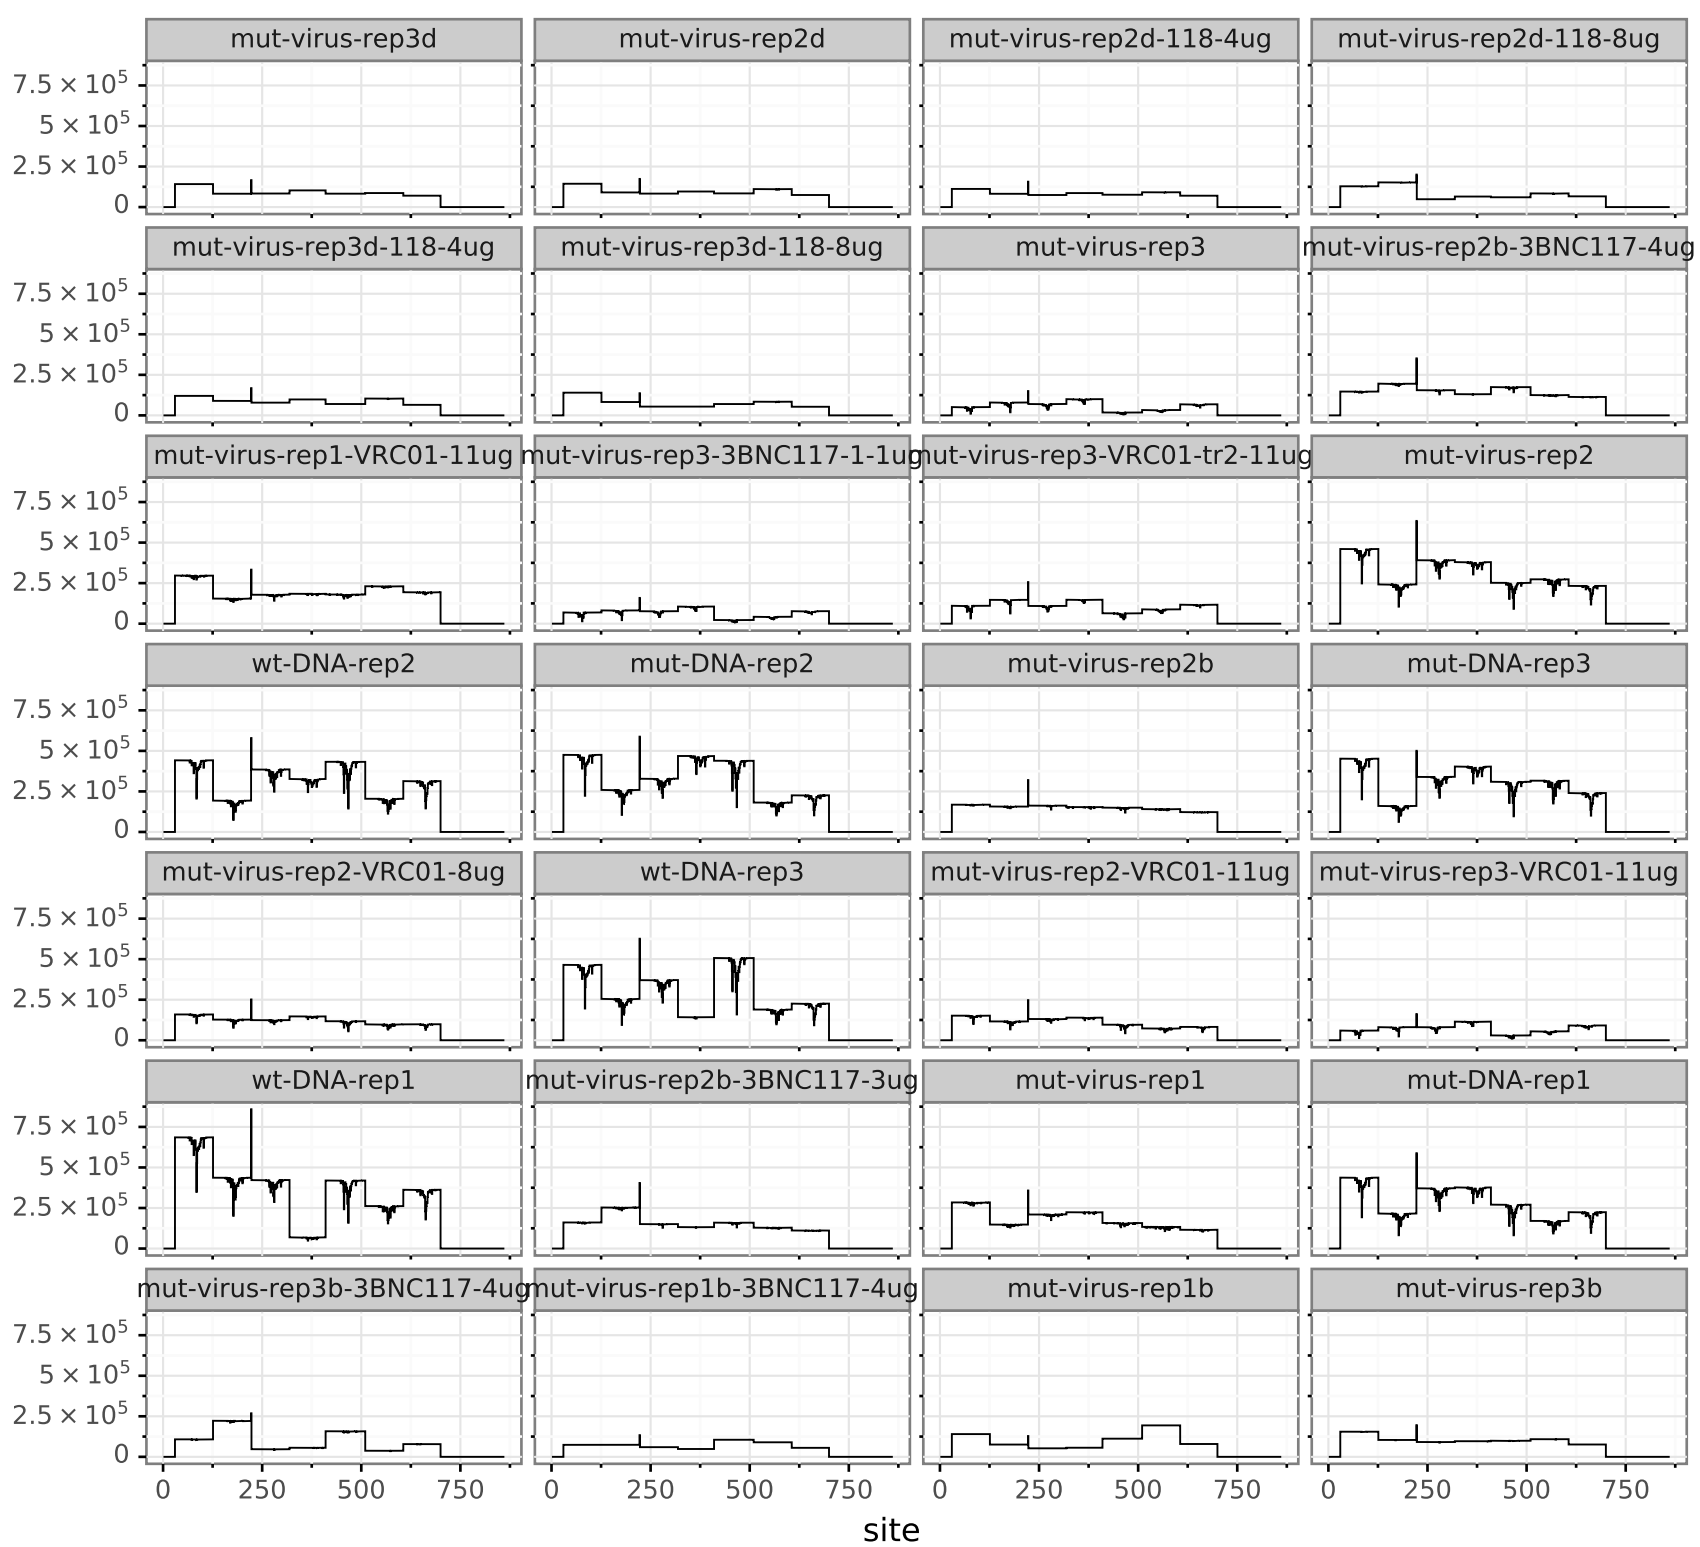 mut-virus-rep3d mut-virus-rep2d mut-virus-rep2d-118-4ug mut-virus-rep2d-118-8ug
7.5 × 10⁵
5 × 10⁵
2.5 × 10⁵
0
mut-virus-rep3d-118-4ug mut-virus-rep3d-118-8ug mut-virus-rep3 mut-virus-rep2b-3BNC117-4ug
7.5 × 10⁵
5 × 10⁵
2.5 × 10⁵
0
mut-virus-rep1-VRC01-11ug mut-virus-rep3-3BNC117-1-1ug mut-virus-rep3-VRC01-tr2-11ug mut-virus-rep2
7.5 × 10⁵
5 × 10⁵
2.5 × 10⁵
0
wt-DNA-rep2 mut-DNA-rep2 mut-virus-rep2b mut-DNA-rep3
7.5 × 10⁵
5 × 10⁵
2.5 × 10⁵
0
mut-virus-rep2-VRC01-8ug wt-DNA-rep3 mut-virus-rep2-VRC01-11ug mut-virus-rep3-VRC01-11ug
7.5 × 10⁵
5 × 10⁵
2.5 × 10⁵
0
wt-DNA-rep1 mut-virus-rep2b-3BNC117-3ug mut-virus-rep1 mut-DNA-rep1
7.5 × 10⁵
5 × 10⁵
2.5 × 10⁵
0
mut-virus-rep3b-3BNC117-4ug mut-virus-rep1b-3BNC117-4ug mut-virus-rep1b mut-virus-rep3b
7.5 × 10⁵
5 × 10⁵
2.5 × 10⁵
0
0 250 500 750 0 250 500 750 0 250 500 750 0 250 500 750
site